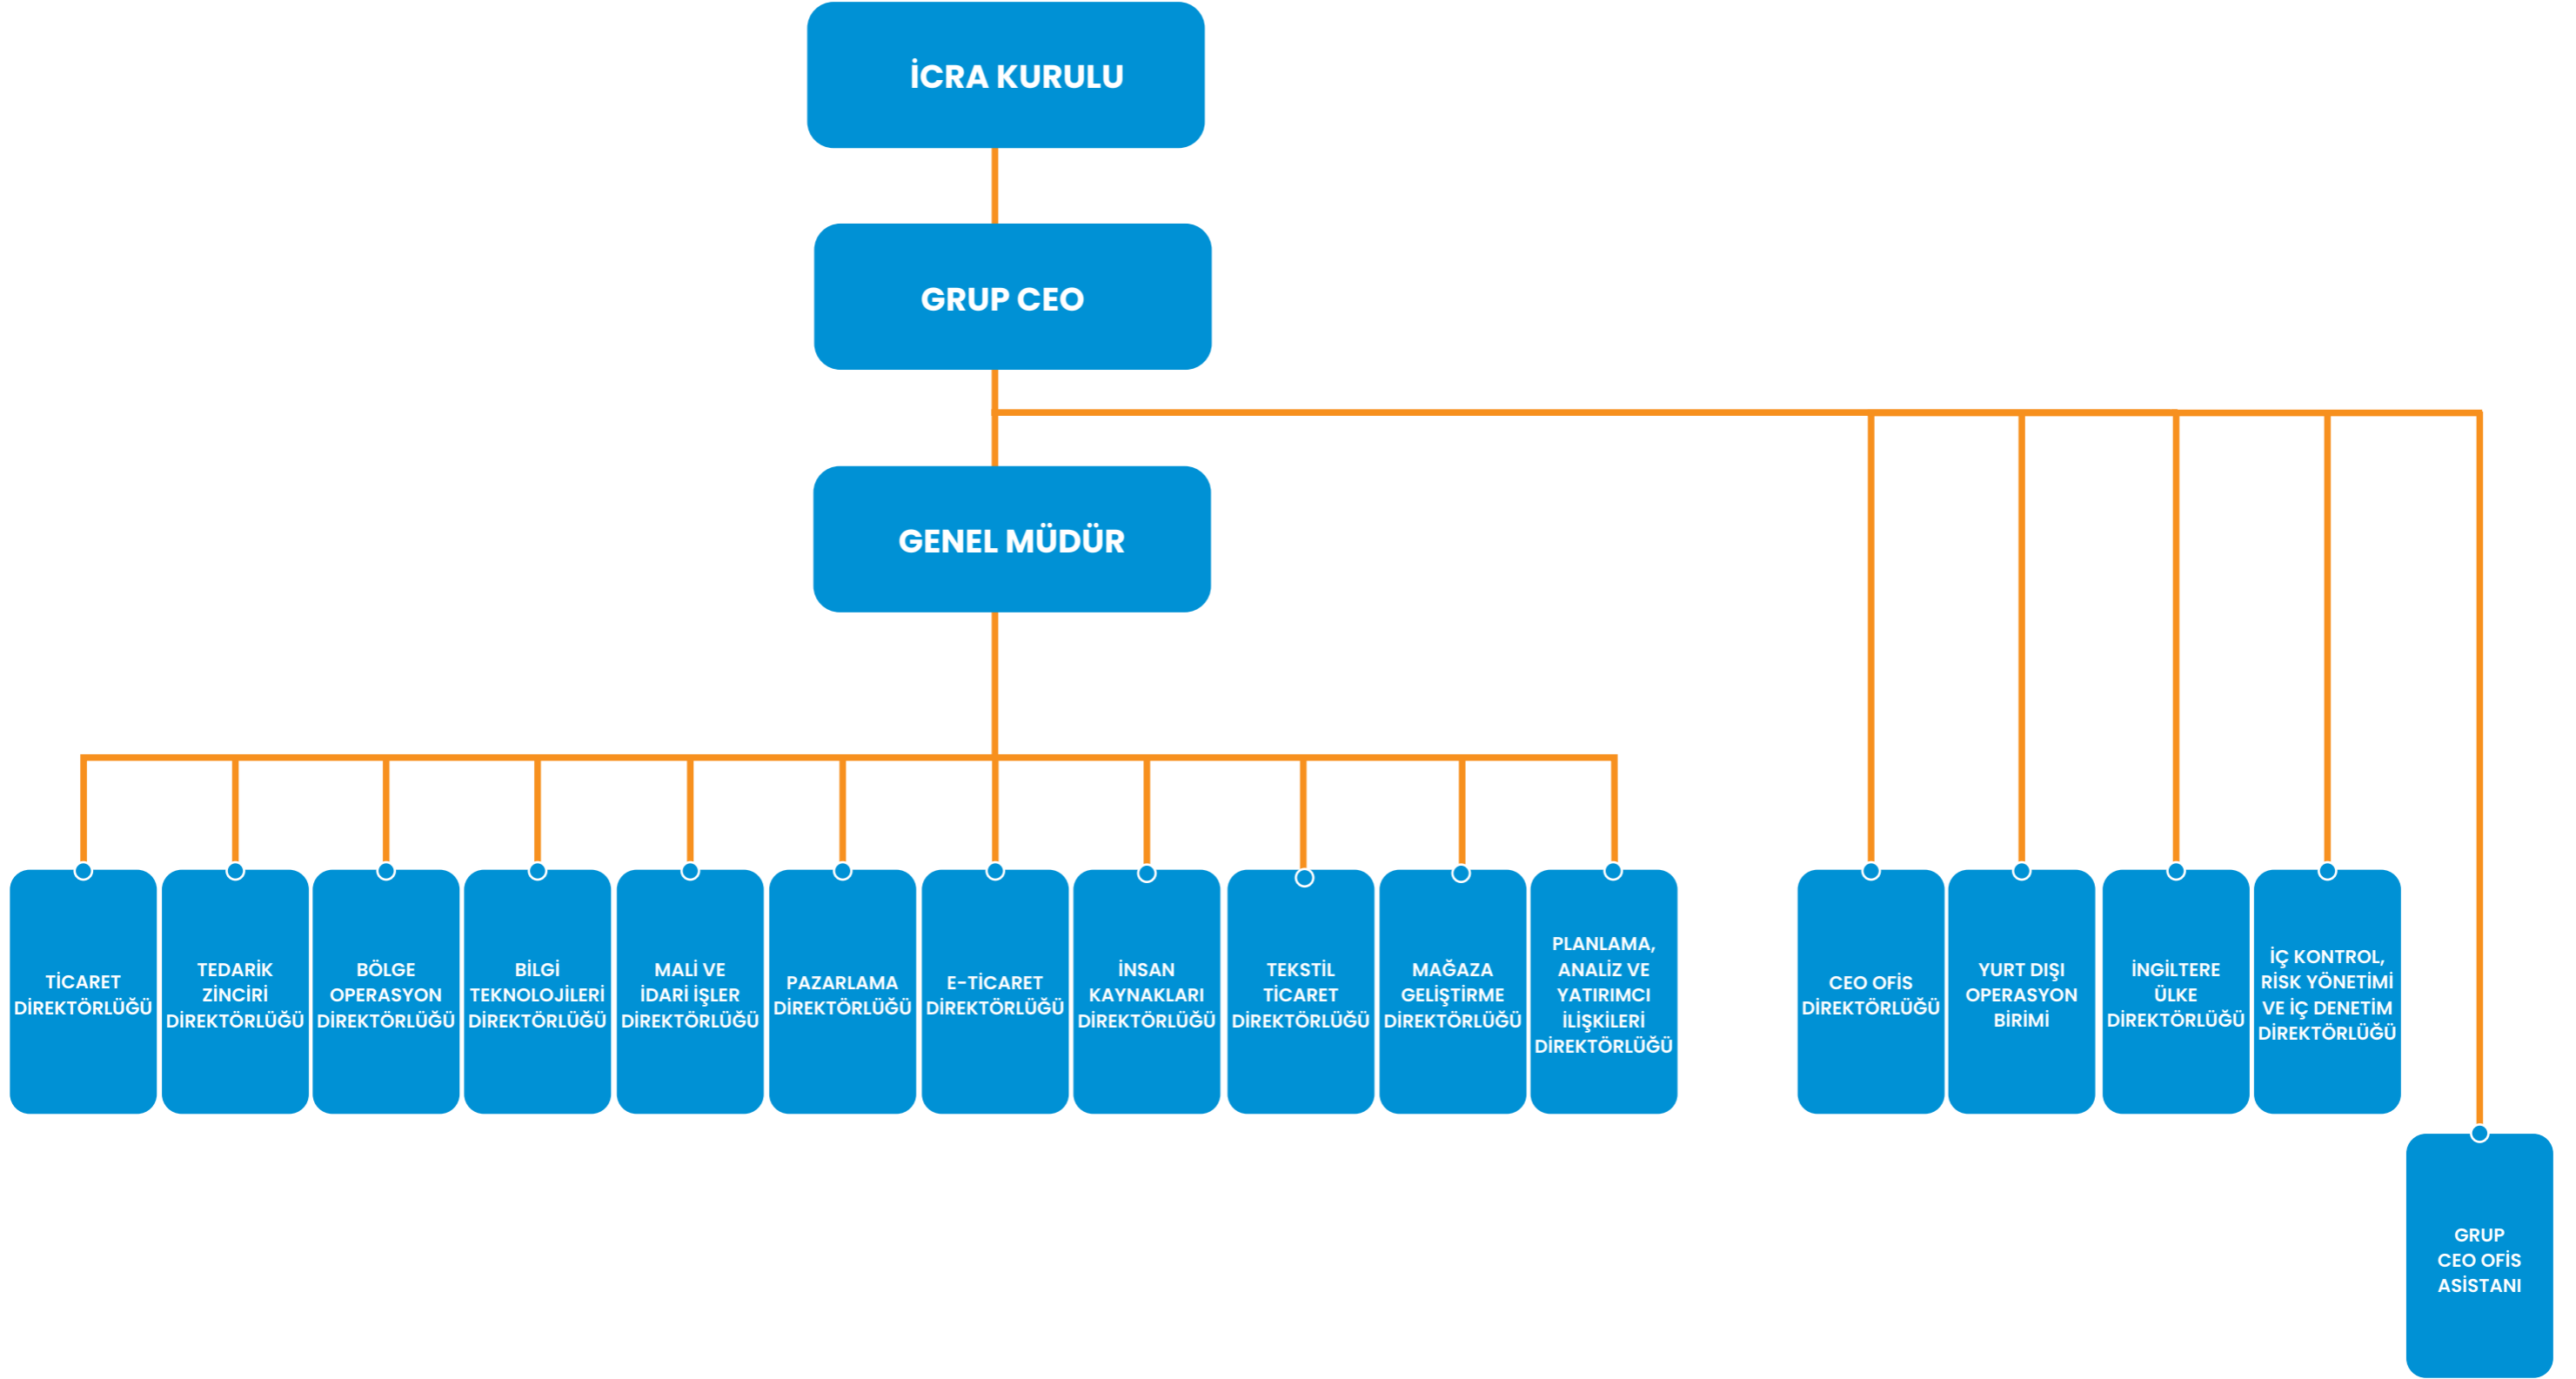 İCRA KURULU
GRUP CEO
GENEL MÜDÜR
TİCARET
DİREKTÖRLÜĞÜ
TEDARİK
ZİNCİRİ
DİREKTÖRLÜĞÜ
BÖLGE
OPERASYON
DİREKTÖRLÜĞÜ
BİLGİ
TEKNOLOJİLERİ
DİREKTÖRLÜĞÜ
MALİ VE
İDARİ İŞLER
DİREKTÖRLÜĞÜ
PAZARLAMA
DİREKTÖRLÜĞÜ
E-TİCARET
DİREKTÖRLÜĞÜ
İNSAN
KAYNAKLARI
DİREKTÖRLÜĞÜ
TEKSTİL
TİCARET
DİREKTÖRLÜĞÜ
MAĞAZA
GELİŞTİRME
DİREKTÖRLÜĞÜ
PLANLAMA,
ANALİZ VE
YATIRIMCI
İLİŞKİLERİ
DİREKTÖRLÜĞÜ
CEO OFİS
DİREKTÖRLÜĞÜ
YURT DIŞI
OPERASYON
BİRİMİ
İNGİLTERE
ÜLKE
DİREKTÖRLÜĞÜ
İÇ KONTROL,
RİSK YÖNETİMİ
VE İÇ DENETİM
DİREKTÖRLÜĞÜ
GRUP
CEO OFİS
ASİSTANI